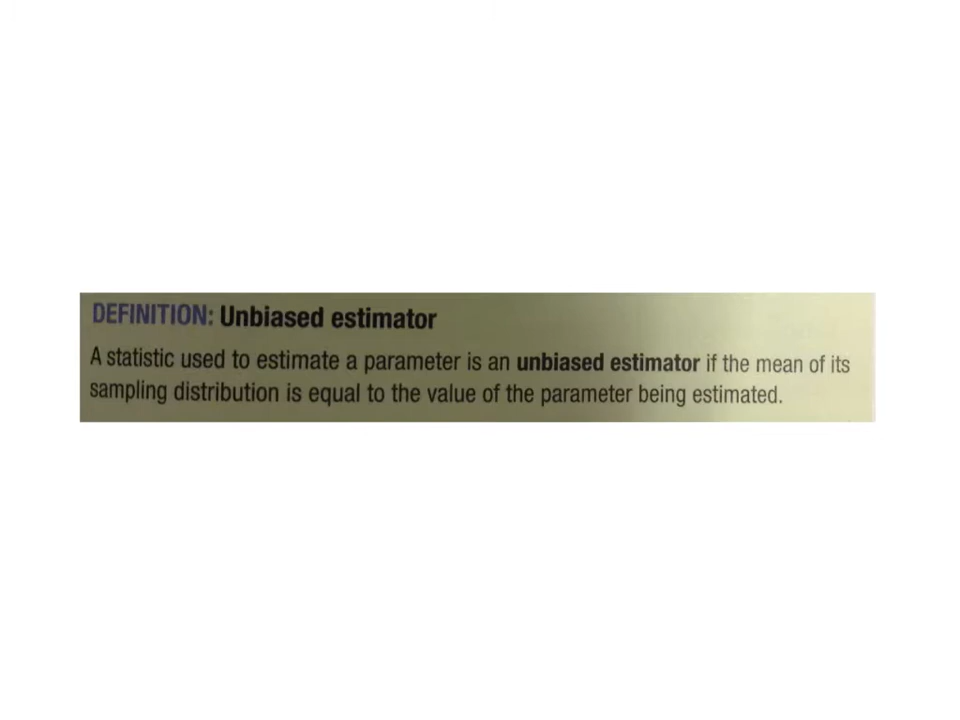 DEFINITION: Unbiased estimator
A statistic used to estimate a parameter is an unbiased estimator if the mean of its
sampling distribution is equal to the value of the parameter being estimated.